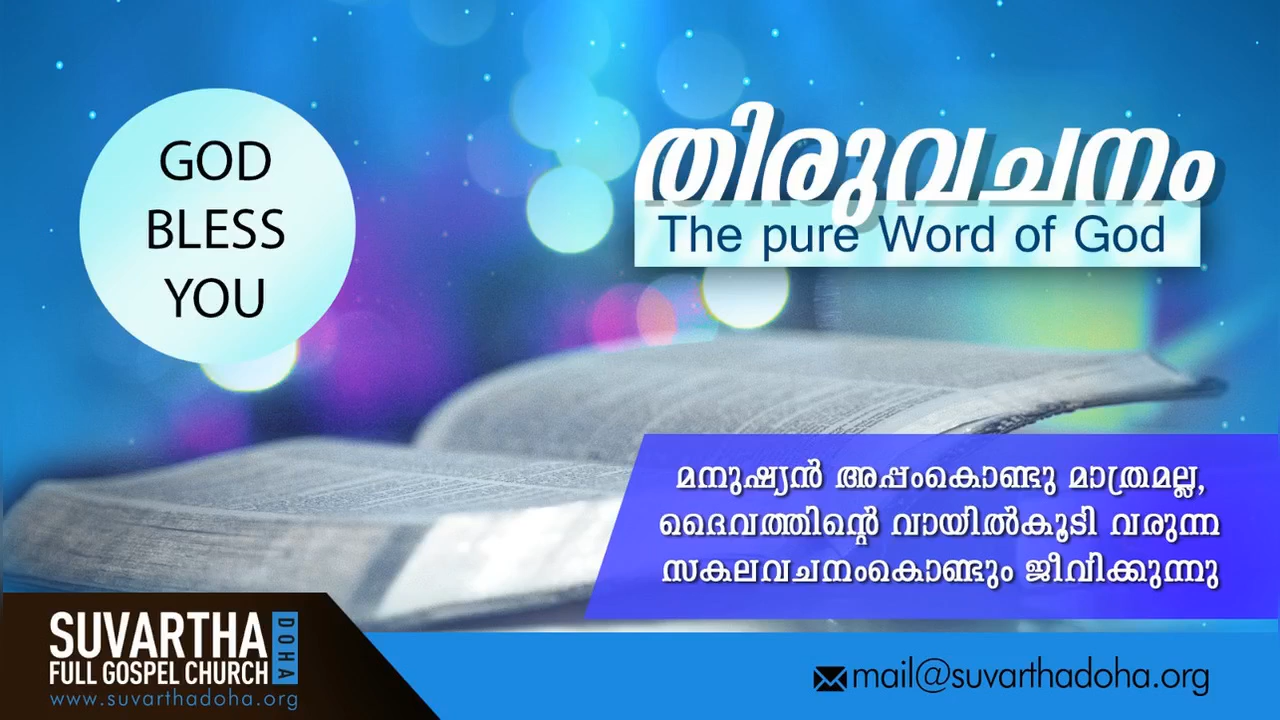 GOD
BLESS
YOU
തിരുവചനം
The pure Word of God
മനുഷ്യൻ അപ്പംകൊണ്ടു മാത്രമല്ല,
ദൈവത്തിന്റെ വായിൽകൂടി വരുന്ന
സകലവചനംകൊണ്ടും ജീവിക്കുന്നു
SUVARTHA DOHA
FULL GOSPEL CHURCH
www.suvarthadoha.org
mail@suvarthadoha.org